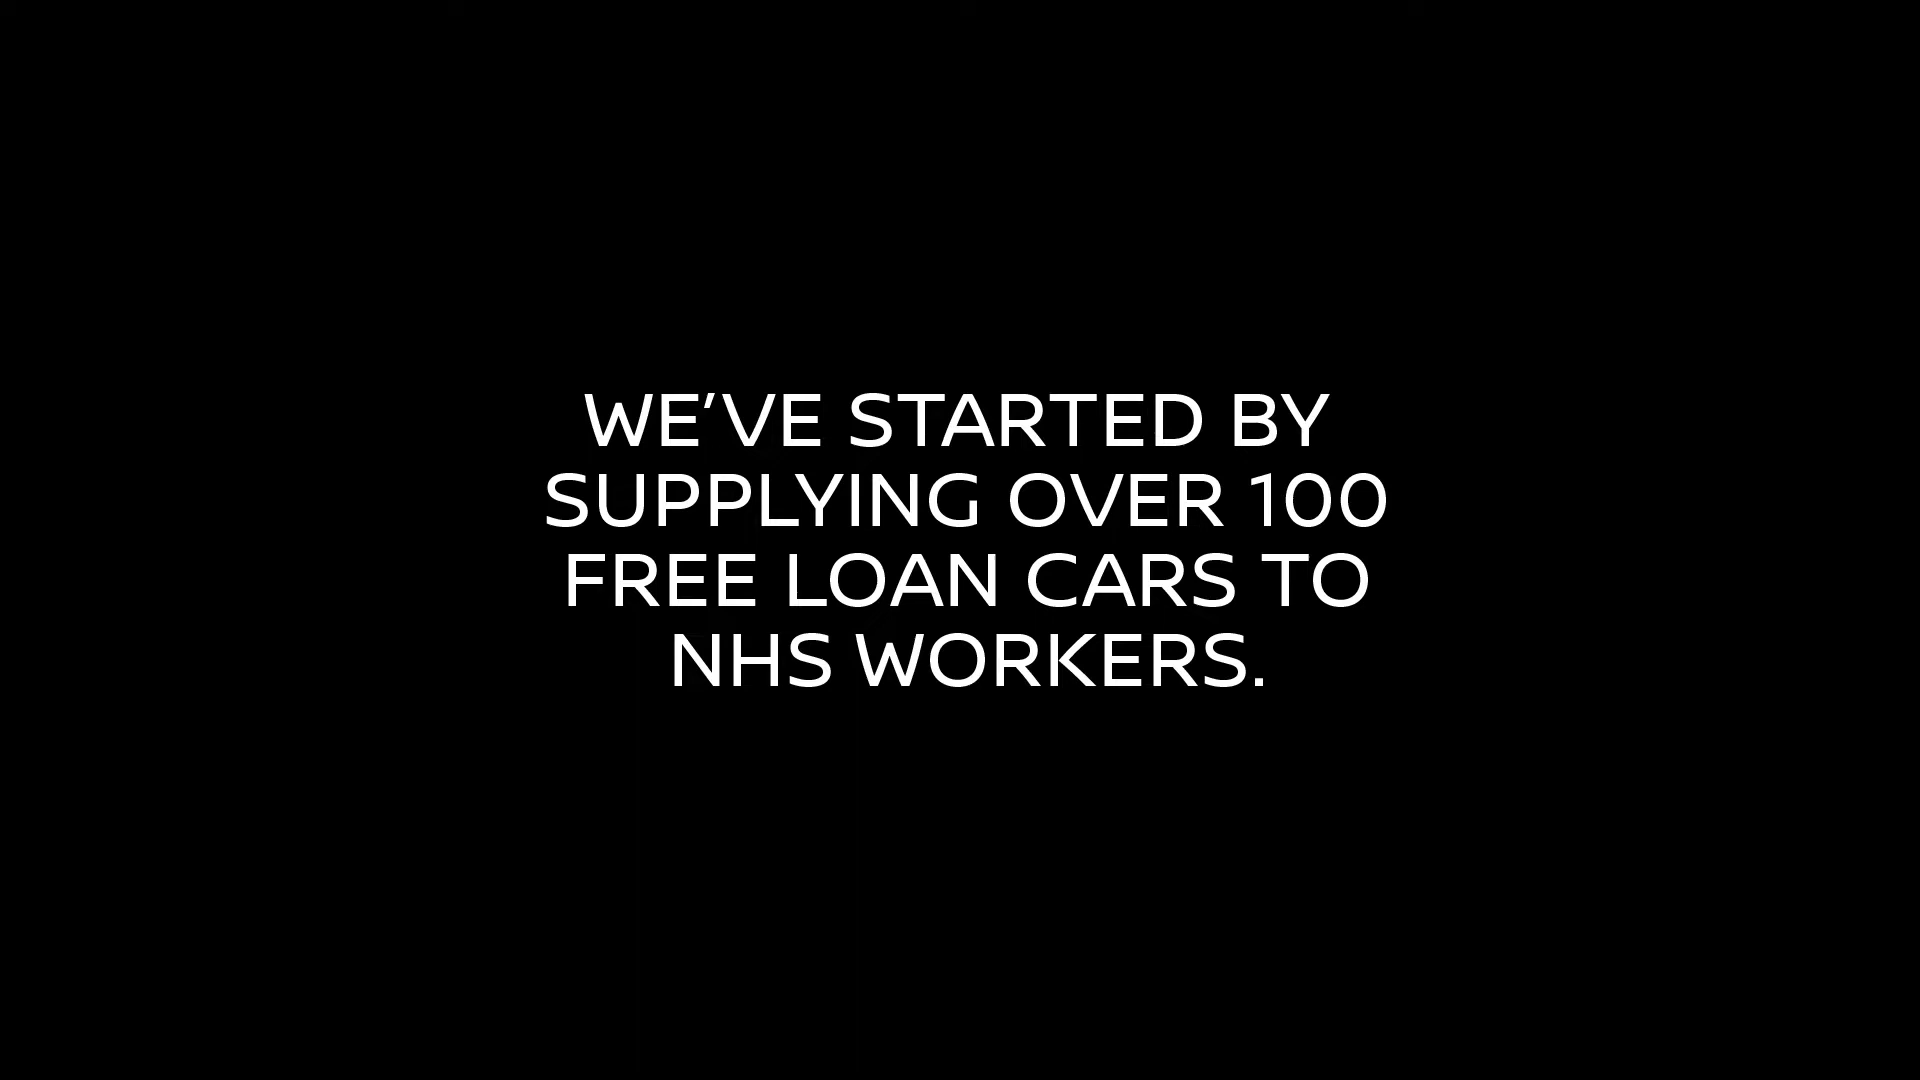 WE’VE STARTED BY
SUPPLYING OVER 100
FREE LOAN CARS TO
NHS WORKERS.